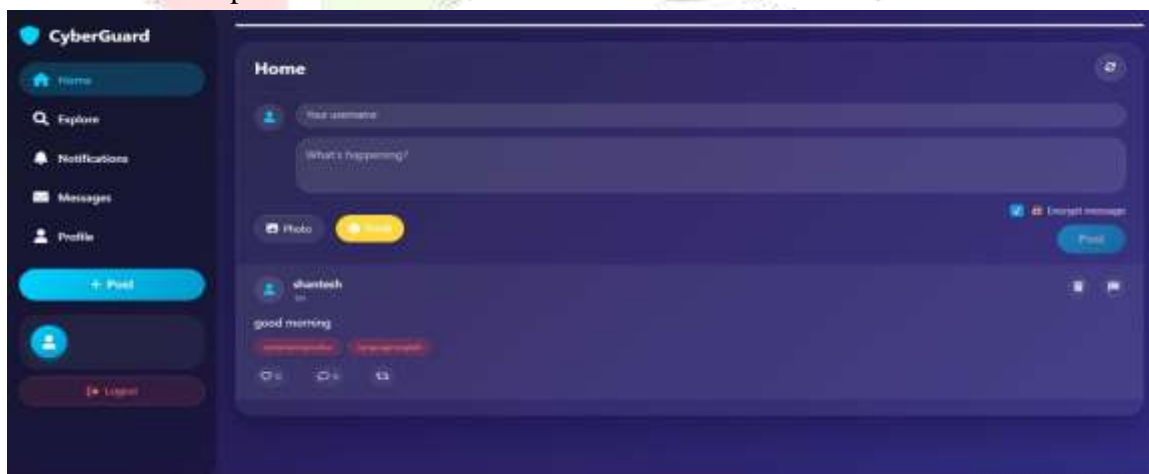 CyberGuard
Home
Explore
Notifications
Messages
Profile
+ Post
Logout
Home
Your username
What's happening?
Photo
Encrypt message
Post
shantesh
good morning